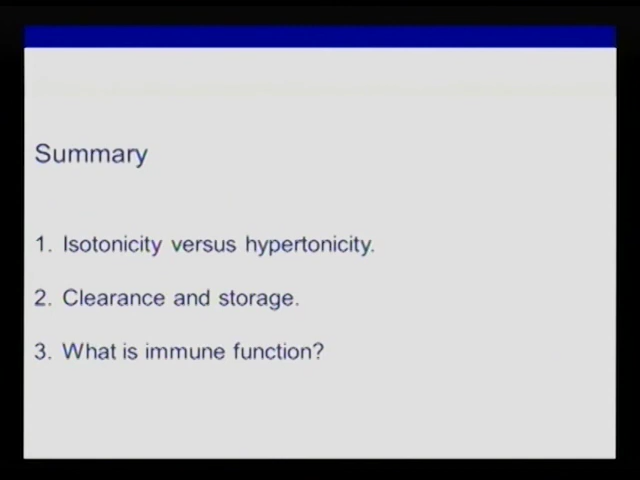 Summary
1. Isotonicity versus hypertonicity.
2. Clearance and storage.
3. What is immune function?